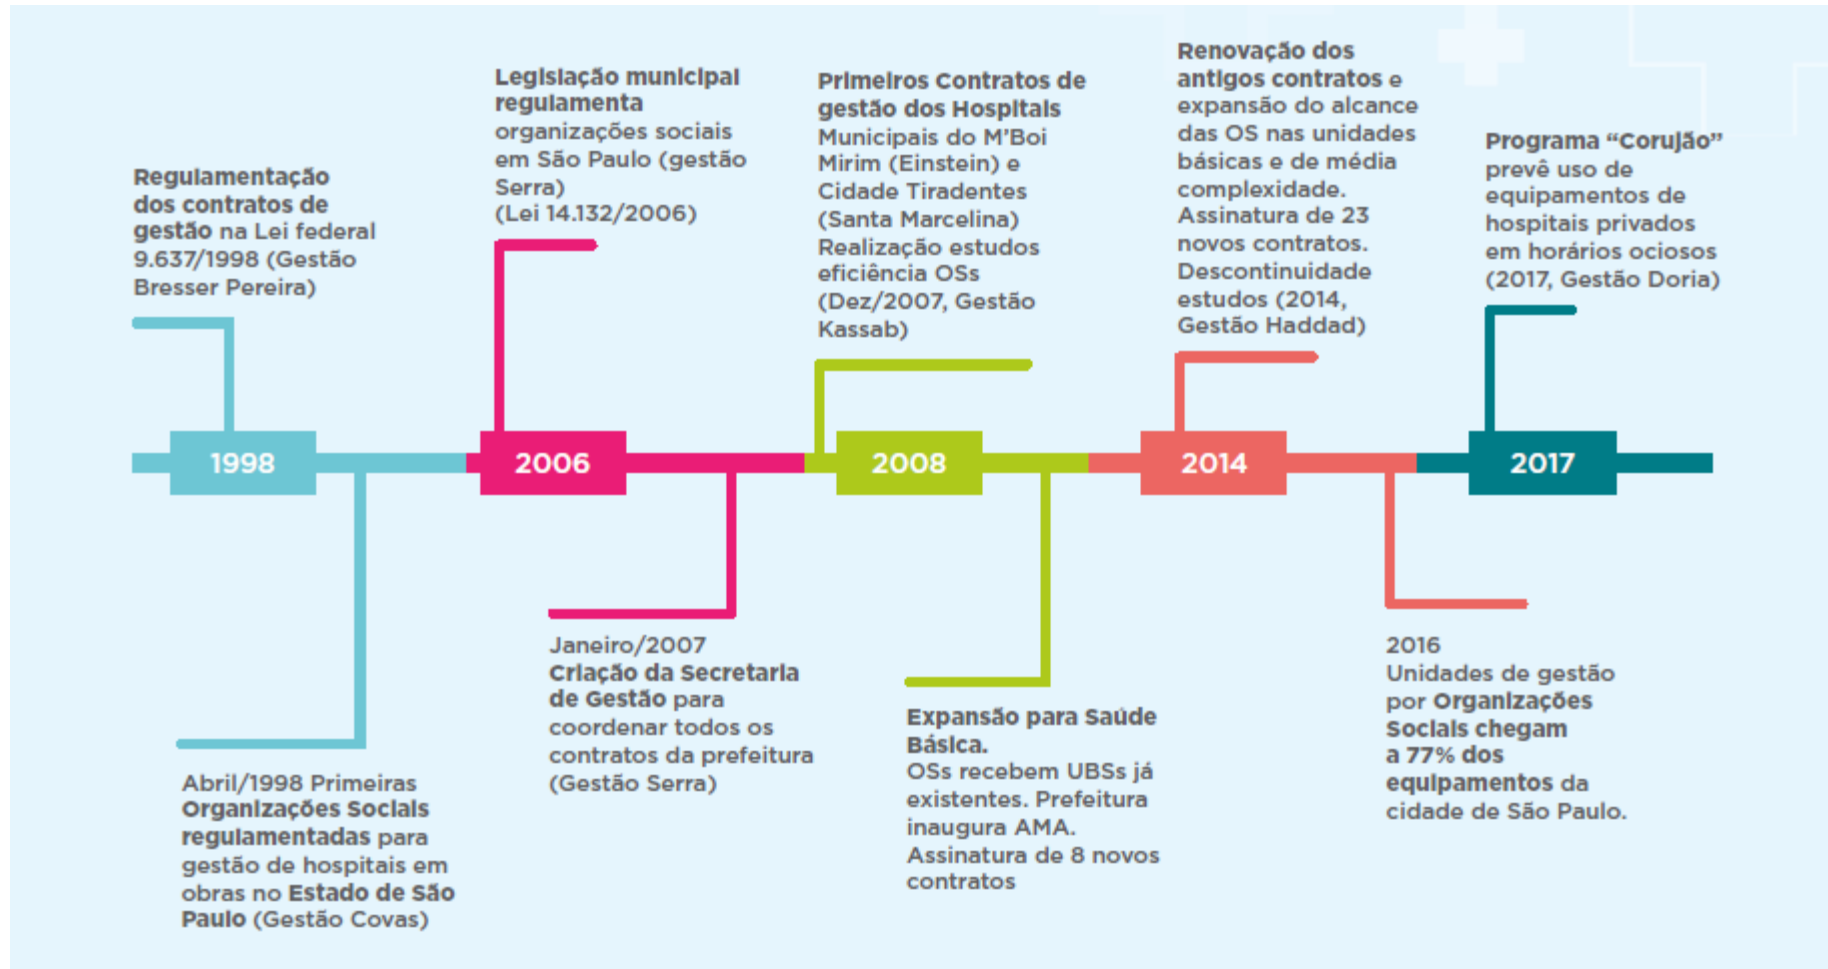 Regulamentação
dos contratos de
gestão na Lei federal
9.637/1998 (Gestão
Bresser Pereira)
Legislação municipal
regulamenta
organizações sociais
em São Paulo (gestão
Serra)
(Lei 14.132/2006)
Primeiros Contratos de
gestão dos Hospitais
Municipais do M'Boi
Mirim (Einstein) e
Cidade Tiradentes
(Santa Marcelina)
Realização estudos
eficiência OSs
(Dez/2007, Gestão
Kassab)
Renovação dos
antigos contratos e
expansão do alcance
das OS nas unidades
básicas e de média
complexidade.
Assinatura de 23
novos contratos.
Descontinuidade
estudos (2014,
Gestão Haddad)
Programa “Corujão”
prevê uso de
equipamentos de
hospitais privados
em horários ociosos
(2017, Gestão Doria)
1998
2006
2008
2014
2017
Abril/1998 Primeiras
Organizações Sociais
regulamentadas para
gestão de hospitais em
obras no Estado de São
Paulo (Gestão Covas)
Janeiro/2007
Criação da Secretaria
de Gestão para
coordenar todos os
contratos da prefeitura
(Gestão Serra)
Expansão para Saúde
Básica.
OSs recebem UBSs já
existentes. Prefeitura
inaugura AMA.
Assinatura de 8 novos
contratos
2016
Unidades de gestão
por Organizações
Sociais chegam
a 77% dos
equipamentos da
cidade de São Paulo.